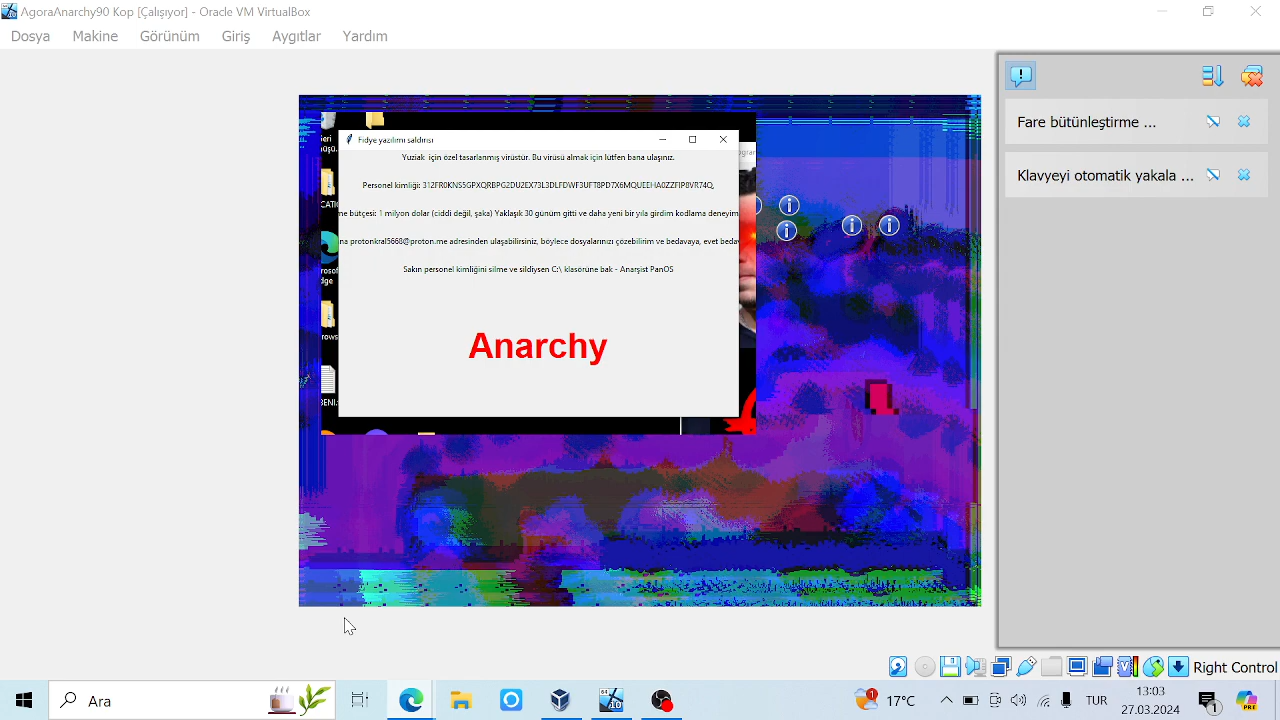 AgoraAnarchy90 Kop [Çalışıyor] - Oracle VM VirtualBox
Dosya Makine Görünüm Giriş Aygıtlar Yardım
Fare bütünleştirme ...
Klavyeyi otomatik yakala ...
Fidye yazılımı saldırısı
Yuziak için özel tasarlanmış virüstür. Bu virüsü almak için lütfen bana ulaşınız.
Personel kimliği:
me bütçesi: 1 milyon dolar (ciddi değil, şaka) Yaklaşık 30 günüm gitti ve daha yeni bir yıla girdim kodlama deneyim
na protonkral5668@proton.me adresinden ulaşabilirsiniz, böylece dosyalarınızı çözebilirim ve bedavaya, evet beda
Sakın personel kimliğini silme ve sildiysen C:\ klasörüne bak - Anarşist PanOS
Anarchy
Right Control
Ara
17°C
TUR
13:03
27.03.2024